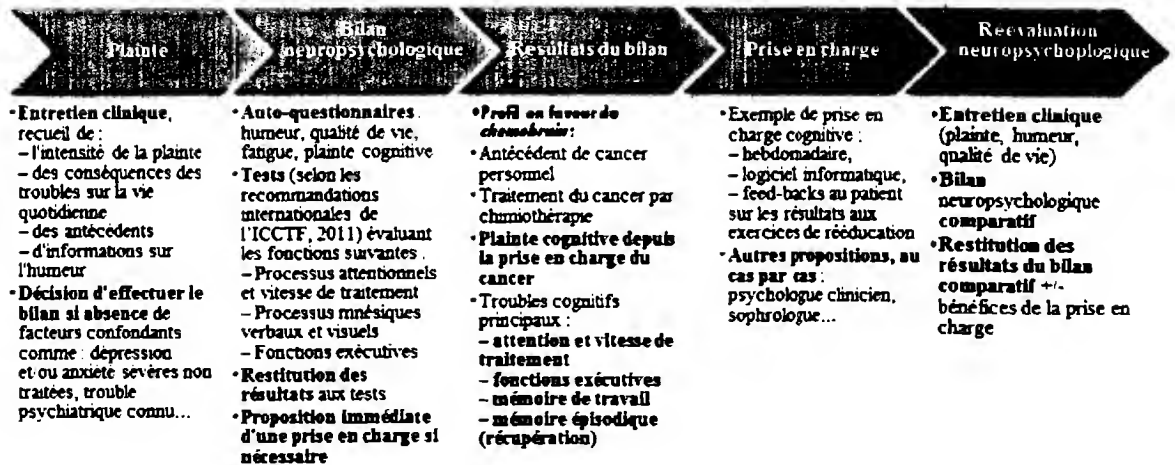 Plainte
Bilan
neuropsychologique
Résultats du bilan
Prise en charge
Réévaluation
neuropsychoplogique
•Entretien clinique,
recueil de :
– l'intensité de la plainte
– des conséquences des
troubles sur la vie
quotidienne
– des antécédents
– d'informations sur
l'humeur
•Décision d'effectuer le
bilan si absence de
facteurs confondants
comme : dépression
et/ou anxiété sévères non
traitées, trouble
psychiatrique connu...
•Auto-questionnaires :
humeur, qualité de vie,
fatigue, plainte cognitive
•Tests (selon les
recommandations
internationales de
l'ICCTF, 2011) évaluant
les fonctions suivantes :
– Processus attentionnels
et vitesse de traitement
– Processus mnésiques
verbaux et visuels
– Fonctions exécutives
•Restitution des
résultats aux tests
•Proposition immédiate
d'une prise en charge si
nécessaire
•Profil en faveur du
chemobrain :
•Antécédent de cancer
personnel
•Traitement du cancer par
chimiothérapie
•Plainte cognitive depuis
la prise en charge du
cancer
•Troubles cognitifs
principaux :
– attention et vitesse de
traitement
– fonctions exécutives
– mémoire de travail
– mémoire épisodique
(récupération)
•Exemple de prise en
charge cognitive :
– hebdomadaire,
– logiciel informatique,
– feed-backs au patient
sur les résultats aux
exercices de rééducation
•Autres propositions, au
cas par cas :
psychologue clinicien,
sophrologue...
•Entretien clinique
(plainte, humeur,
qualité de vie)
•Bilan
neuropsychologique
comparatif
•Restitution des
résultats du bilan
comparatif +/-
bénéfices de la prise en
charge